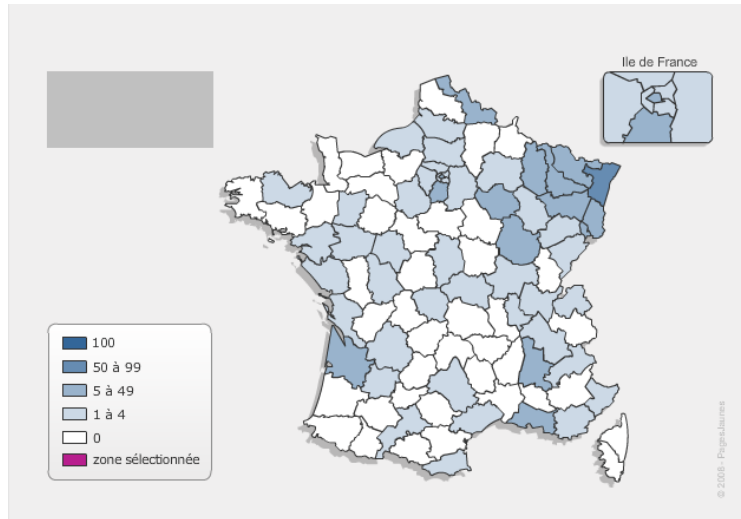 Ile de France
100
50 à 99
5 à 49
1 à 4
0
zone sélectionnée
© 2008 - PagesJaunes